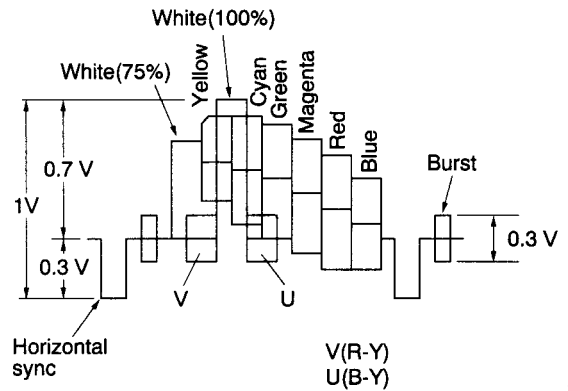 White(100%)
White(75%)
Yellow
Cyan
Green
Magenta
Red
Blue
Burst
0.7 V
1V
0.3 V
0.3 V
V
U
Horizontal
sync
V(R-Y)
U(B-Y)